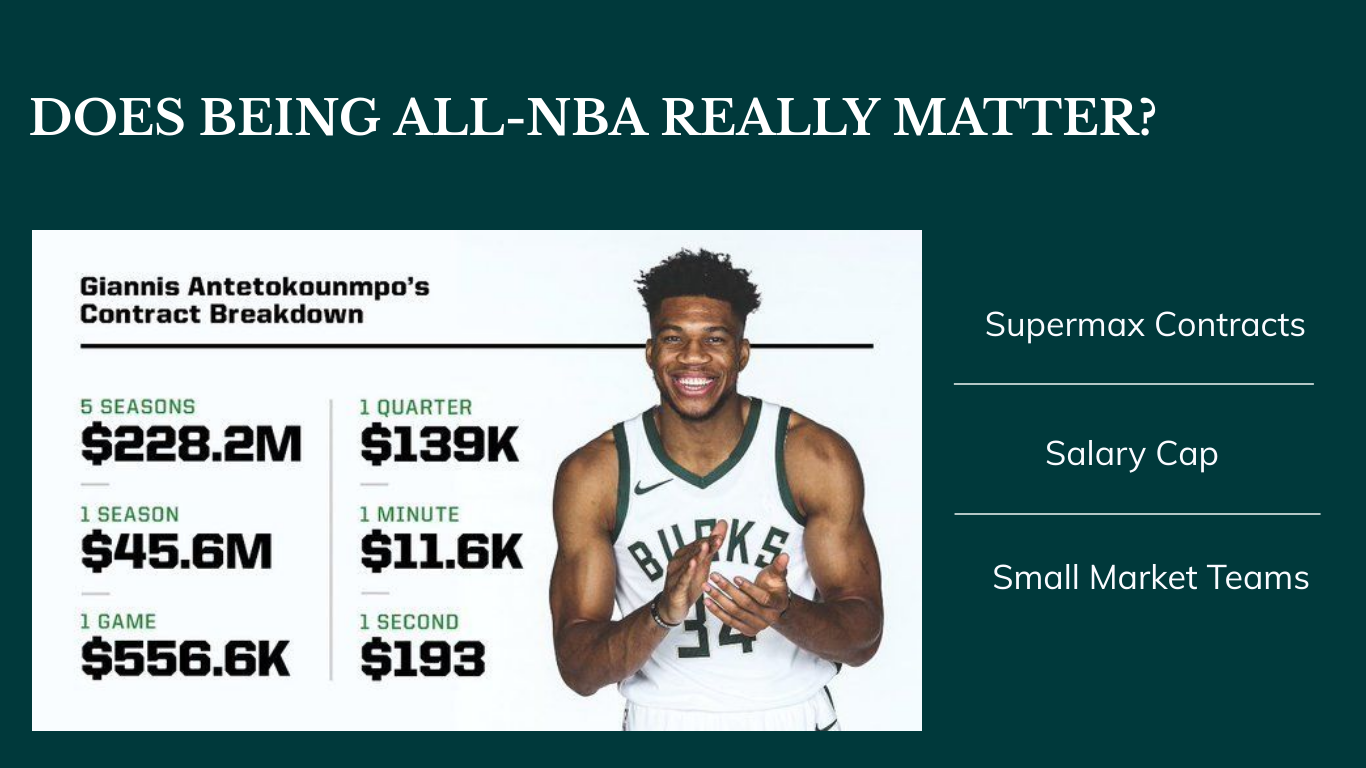 DOES BEING ALL-NBA REALLY MATTER?
Giannis Antetokounmpo’s
Contract Breakdown
5 SEASONS
$228.2M
1 SEASON
$45.6M
1 GAME
$556.6K
1 QUARTER
$139K
1 MINUTE
$11.6K
1 SECOND
$193
BUCKS
34
Supermax Contracts
Salary Cap
Small Market Teams